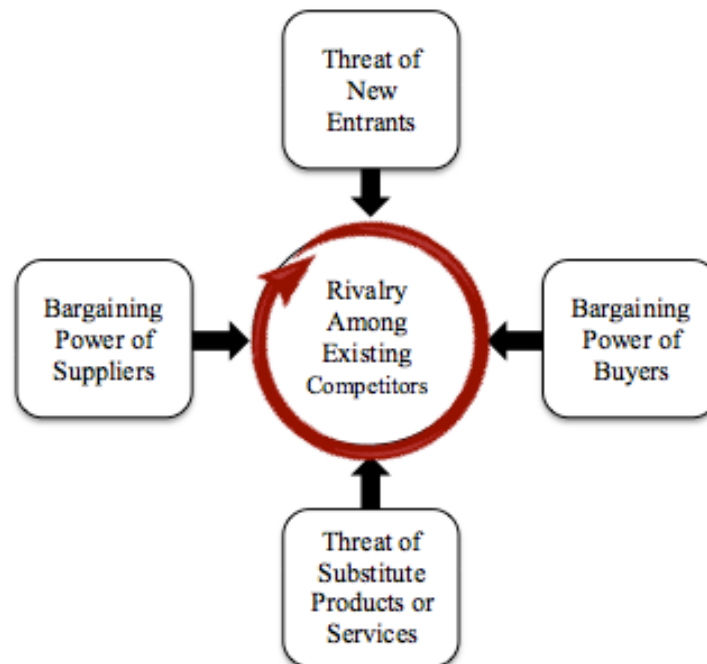 Threat of
New
Entrants
Bargaining
Power of
Suppliers
Rivalry
Among
Existing
Competitors
Bargaining
Power of
Buyers
Threat of
Substitute
Products or
Services